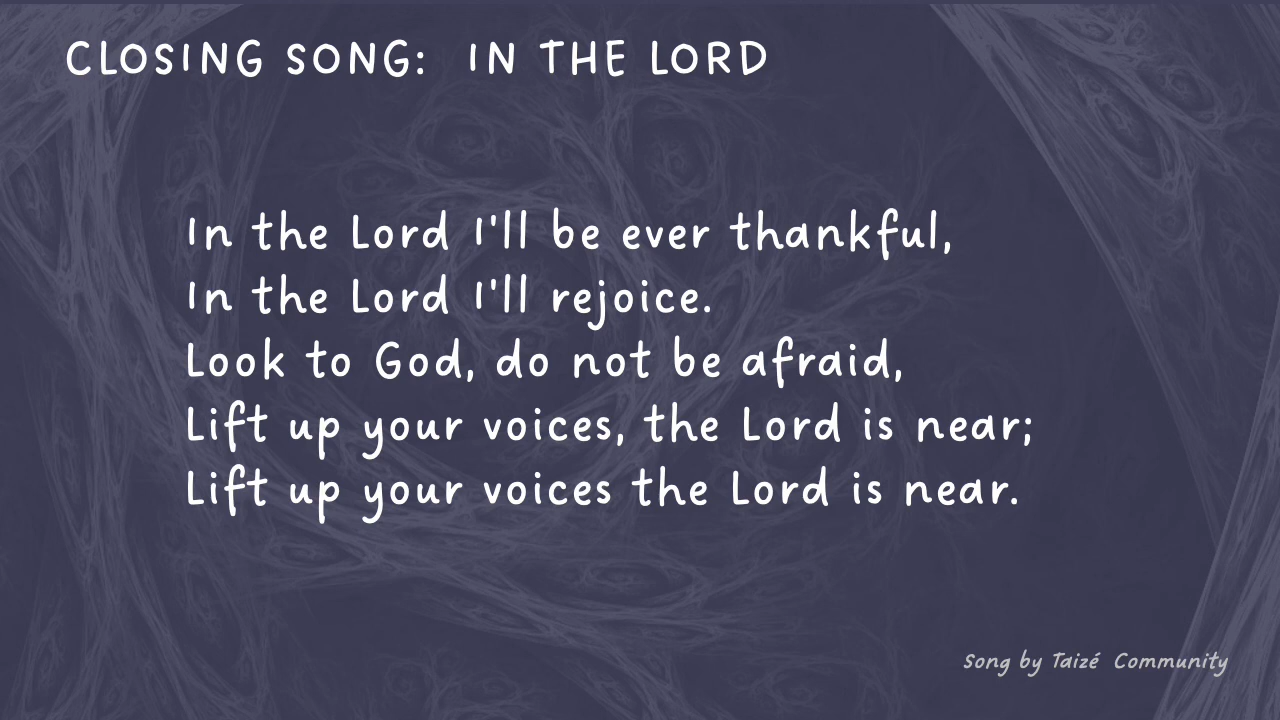 CLOSING SONG: IN THE LORD
In the Lord I'll be ever thankful,
In the Lord I'll rejoice.
Look to God, do not be afraid,
Lift up your voices, the Lord is near;
Lift up your voices the Lord is near.
Song by Taizé Community